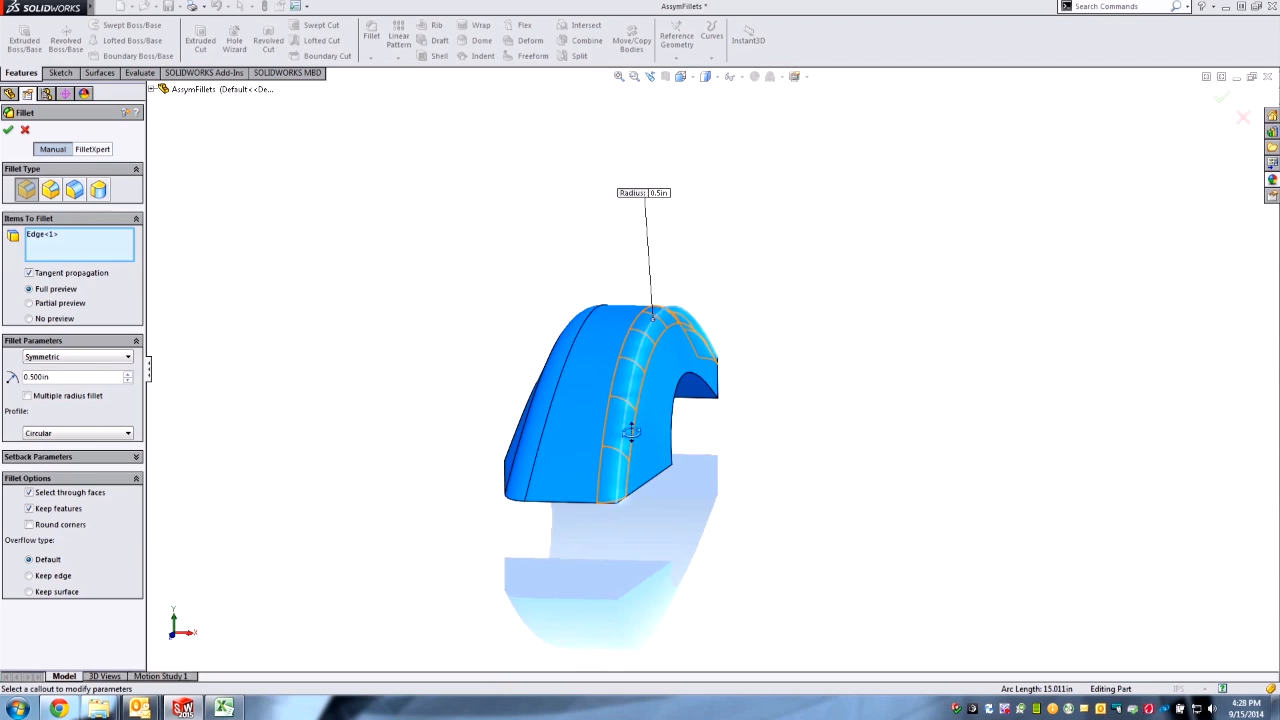 SOLIDWORKS
AssymFillets *
Search Commands
Extruded Boss/Base
Revolved Boss/Base
Swept Boss/Base
Lofted Boss/Base
Boundary Boss/Base
Extruded Cut
Hole Wizard
Revolved Cut
Swept Cut
Lofted Cut
Boundary Cut
Fillet
Linear Pattern
Rib
Draft
Shell
Wrap
Dome
Indent
Flex
Deform
Freeform
Intersect
Combine
Split
Move/Copy Bodies
Reference Geometry
Curves
Instant3D
Features Sketch Surfaces Evaluate SOLIDWORKS Add-Ins SOLIDWORKS MBD
AssymFillets (Default<<De...
Fillet
Manual FilletXpert
Fillet Type
Items To Fillet
Edge<1>
Tangent propagation
Full preview
Partial preview
No preview
Fillet Parameters
Symmetric
0.500in
Multiple radius fillet
Profile:
Circular
Setback Parameters
Fillet Options
Select through faces
Keep features
Round corners
Overflow type:
Default
Keep edge
Keep surface
Radius: 0.5in
Y
X
Model 3D Views Motion Study 1
Select a callout to modify parameters
Arc Length: 15.011in Editing Part IPS
4:28 PM
9/15/2014